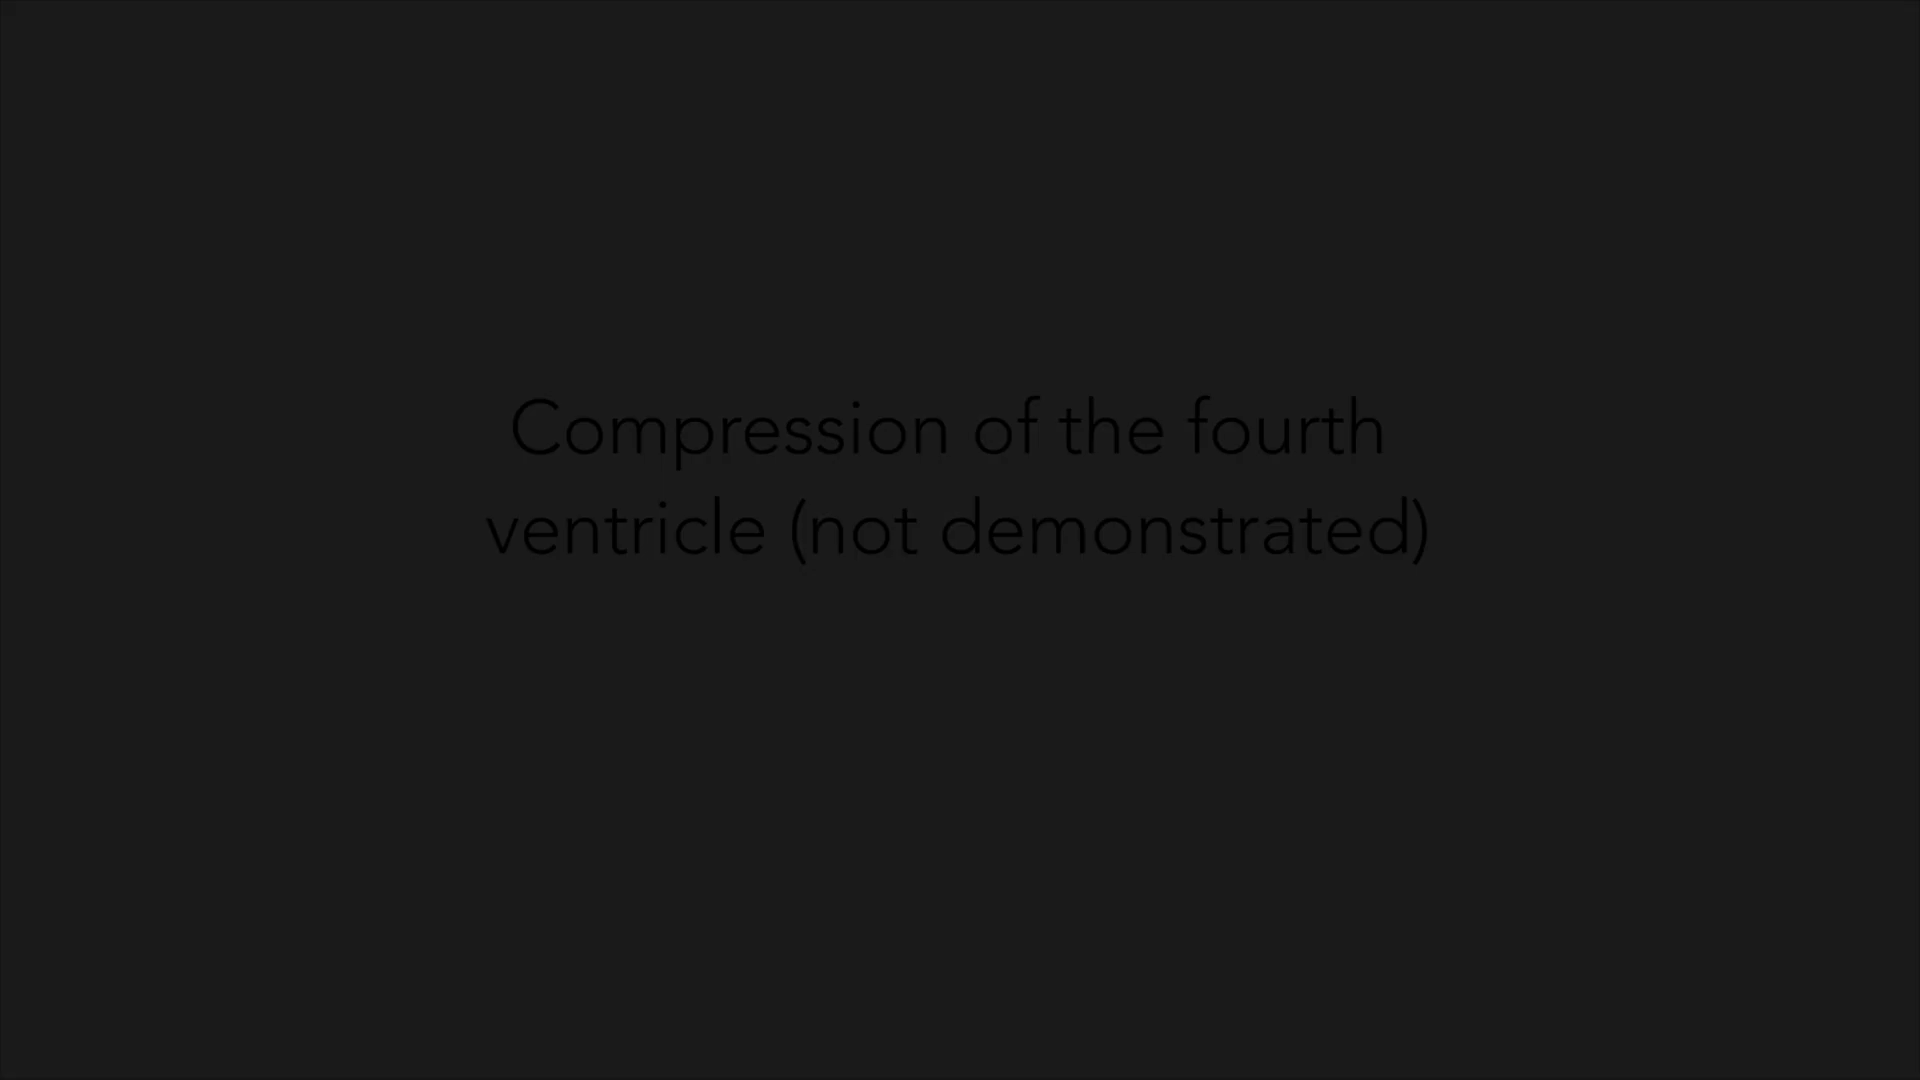 Compression of the fourth
ventricle (not demonstrated)